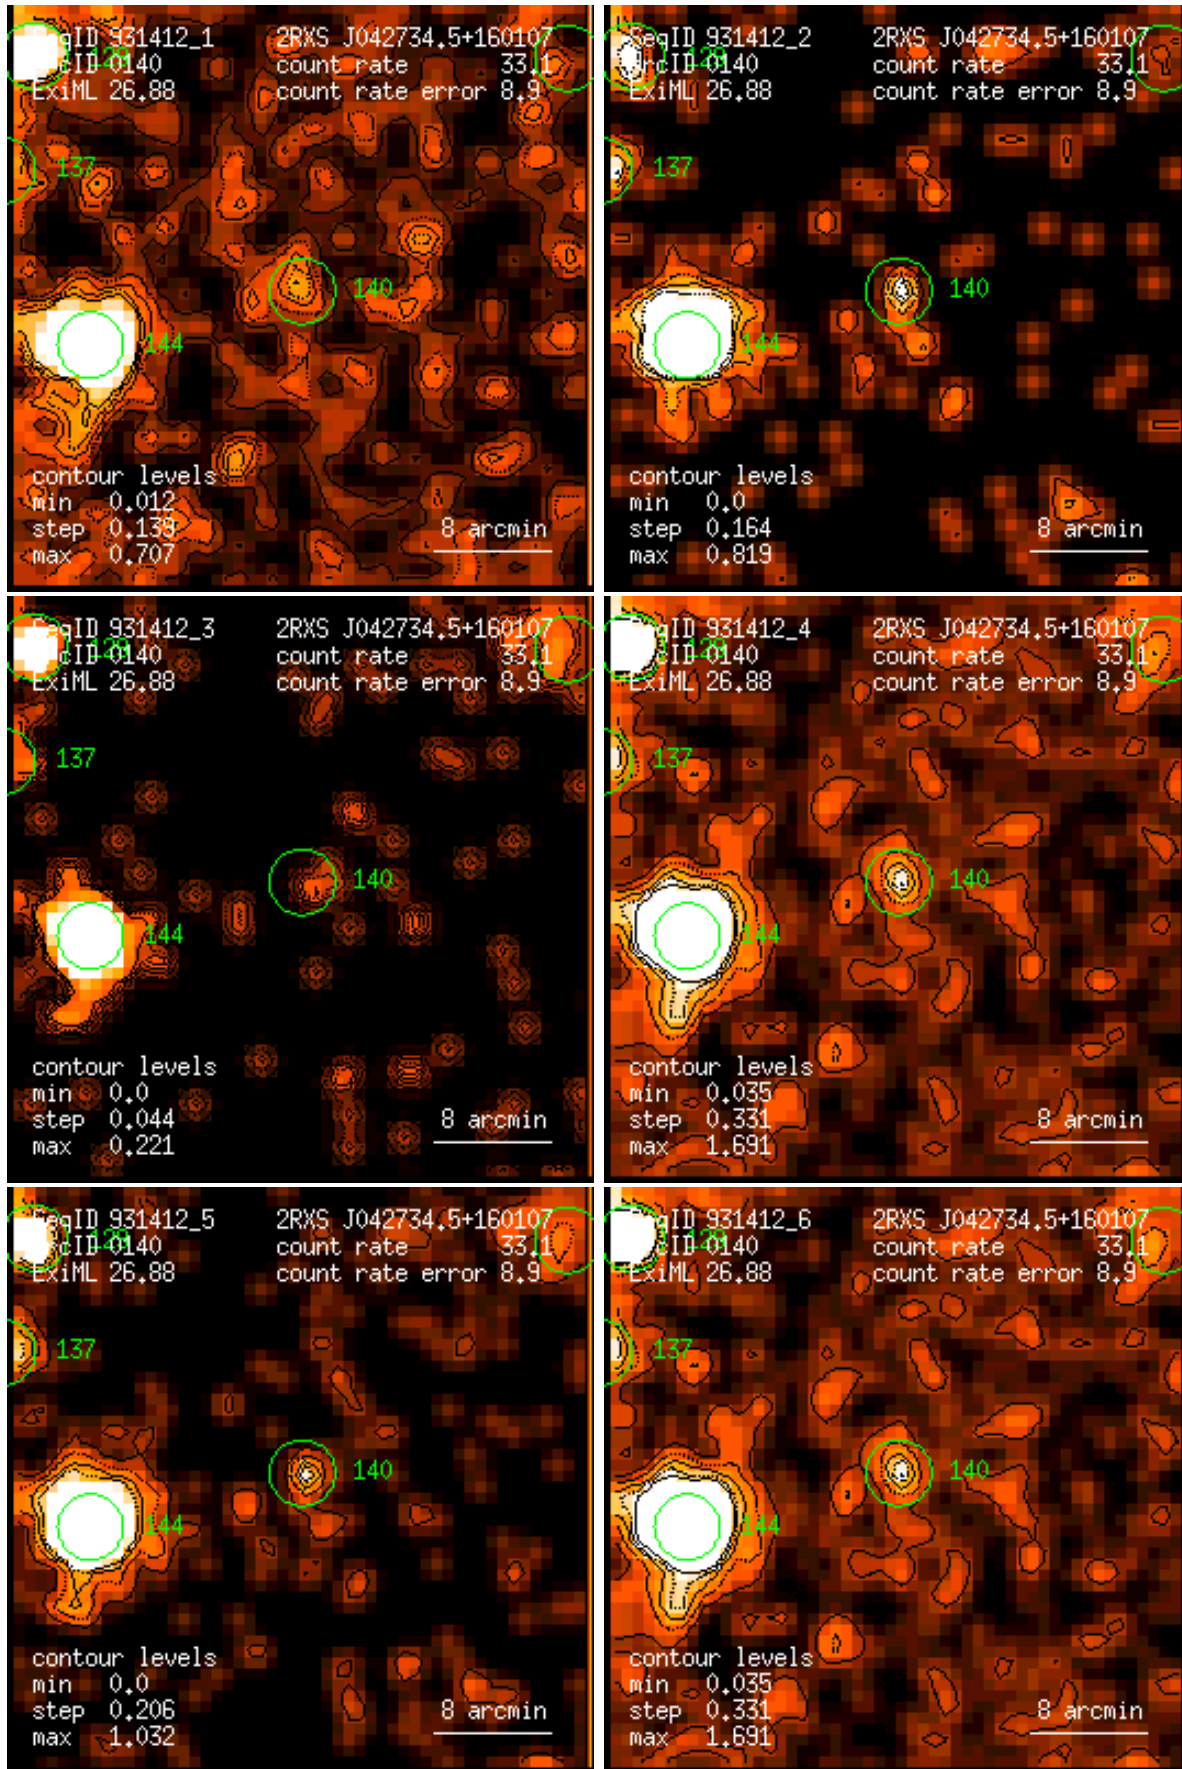 SeqID 931412_1 2RXS J042734.5+160107
129
SrcID 0140 count rate 33.1
ExiML 26.88 count rate error 8.9
137
140
144
contour levels
min 0.012
step 0.139
max 0.707
8 arcmin
SeqID 931412_2 2RXS J042734.5+160107
129
SrcID 0140 count rate 33.1
ExiML 26.88 count rate error 8.9
137
140
144
contour levels
min 0.0
step 0.164
max 0.819
8 arcmin
SeqID 931412_3 2RXS J042734.5+160107
129
SrcID 0140 count rate 33.1
ExiML 26.88 count rate error 8.9
137
140
144
contour levels
min 0.0
step 0.044
max 0.221
8 arcmin
SeqID 931412_4 2RXS J042734.5+160107
129
SrcID 0140 count rate 33.1
ExiML 26.88 count rate error 8.9
137
140
144
contour levels
min 0.035
step 0.331
max 1.691
8 arcmin
SeqID 931412_5 2RXS J042734.5+160107
129
SrcID 0140 count rate 33.1
ExiML 26.88 count rate error 8.9
137
140
144
contour levels
min 0.0
step 0.206
max 1.032
8 arcmin
SeqID 931412_6 2RXS J042734.5+160107
129
SrcID 0140 count rate 33.1
ExiML 26.88 count rate error 8.9
137
140
144
contour levels
min 0.035
step 0.331
max 1.691
8 arcmin